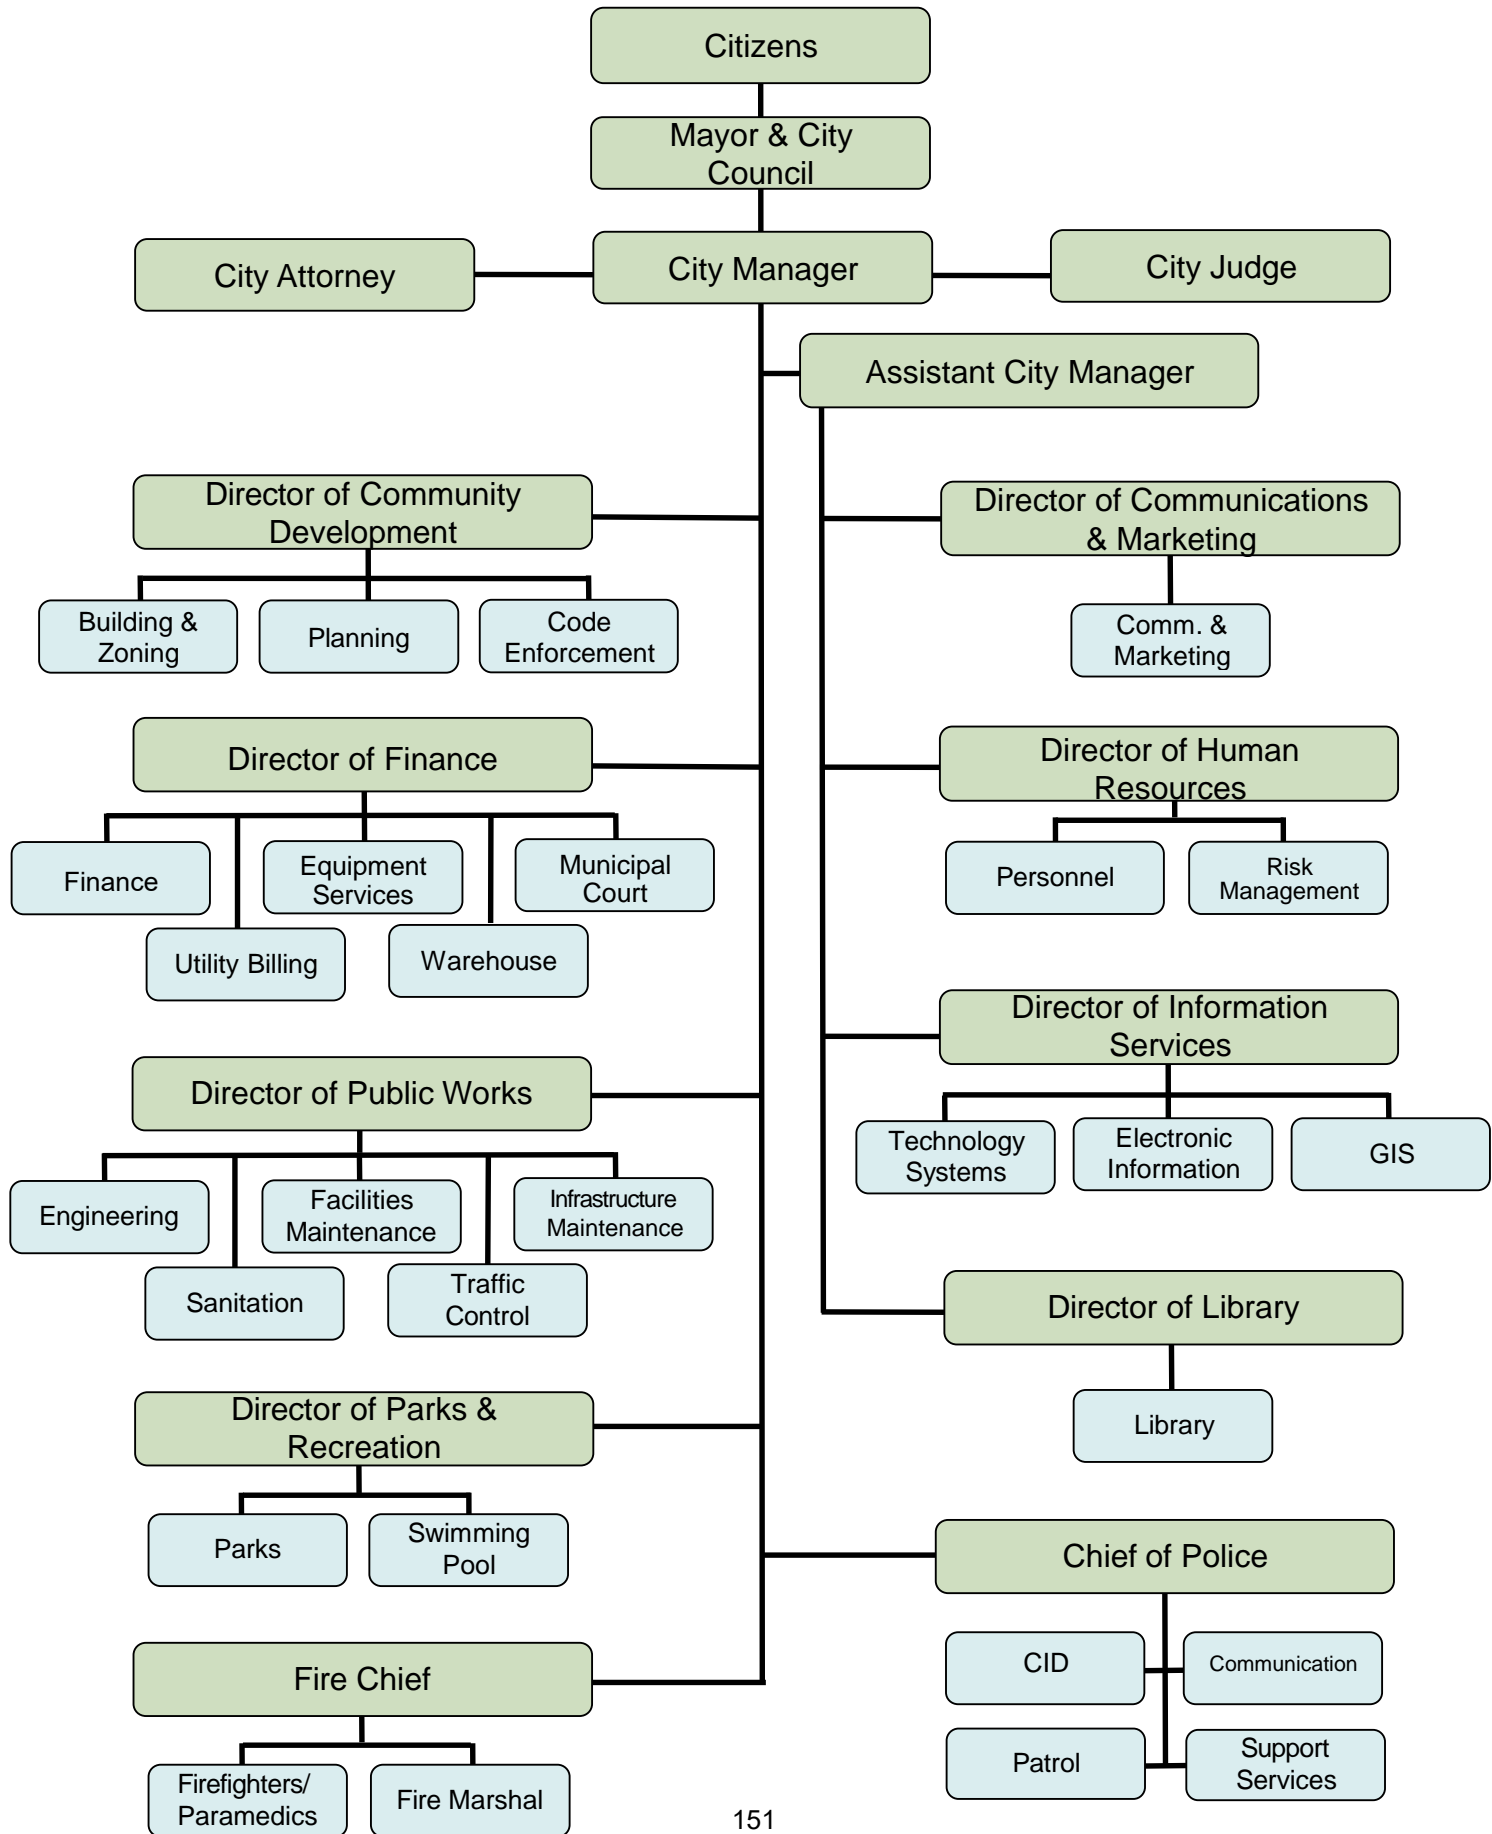 Citizens
Mayor & City
Council
City Attorney
City Manager
City Judge
Assistant City Manager
Director of Community
Development
Building &
Zoning
Planning
Code
Enforcement
Director of Communications
& Marketing
Comm. &
Marketing
Director of Finance
Finance
Equipment
Services
Municipal
Court
Utility Billing
Warehouse
Director of Human
Resources
Personnel
Risk
Management
Director of Public Works
Engineering
Facilities
Maintenance
Infrastructure
Maintenance
Sanitation
Traffic
Control
Director of Information
Services
Technology
Systems
Electronic
Information
GIS
Director of Library
Library
Director of Parks &
Recreation
Parks
Swimming
Pool
Chief of Police
CID
Communication
Patrol
Support
Services
Fire Chief
Firefighters/
Paramedics
Fire Marshal
151